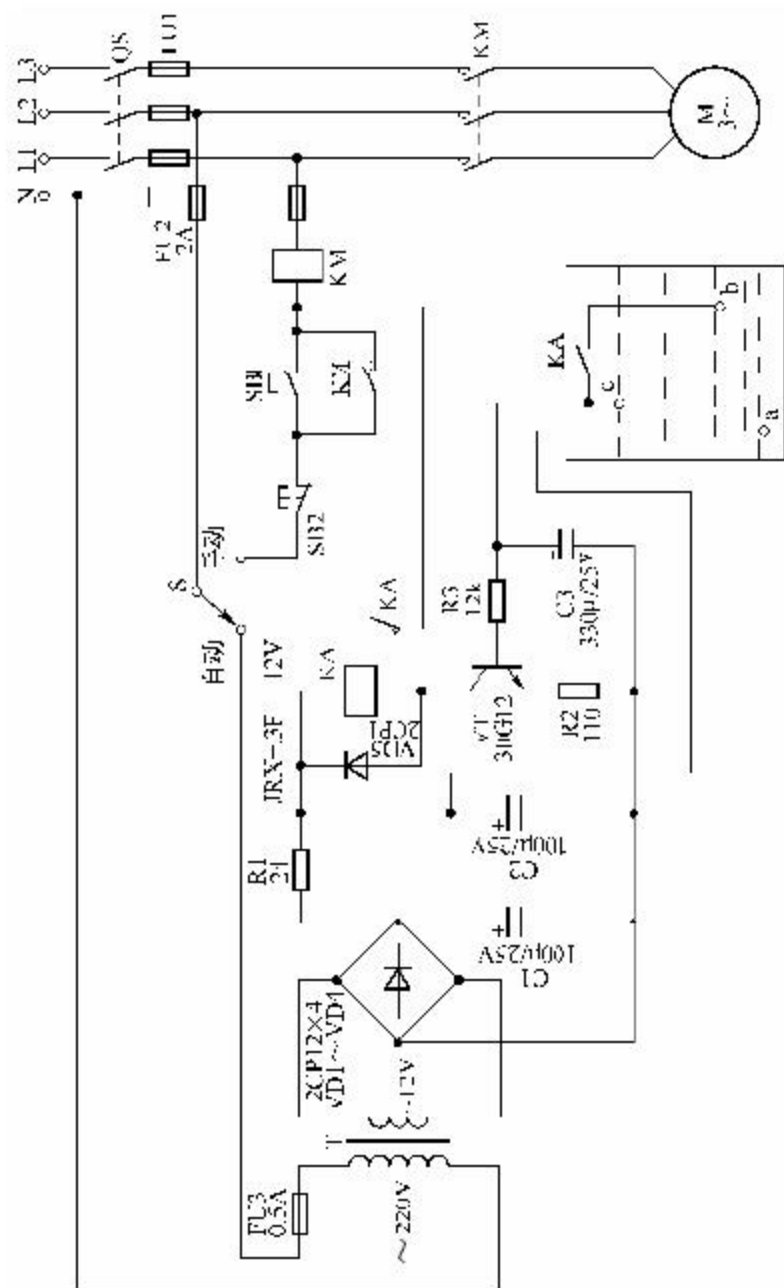 L3
L2
L1
N
QS
FU1
KM
M
3~
FU2
2A
KM
SB1
KM
SB2
手动
S
自动
12V
KA
KA
JRX-13F
VD5
2CP1
R1
R3
12k
C3
330μ/25V
VT
3DG12
R2
110
+
100μ/25V
C2
+
100μ/25V
C1
2CP12×4
VD1~VD4
~12V
T
FU3
0.5A
~220V
KA
c
b
a